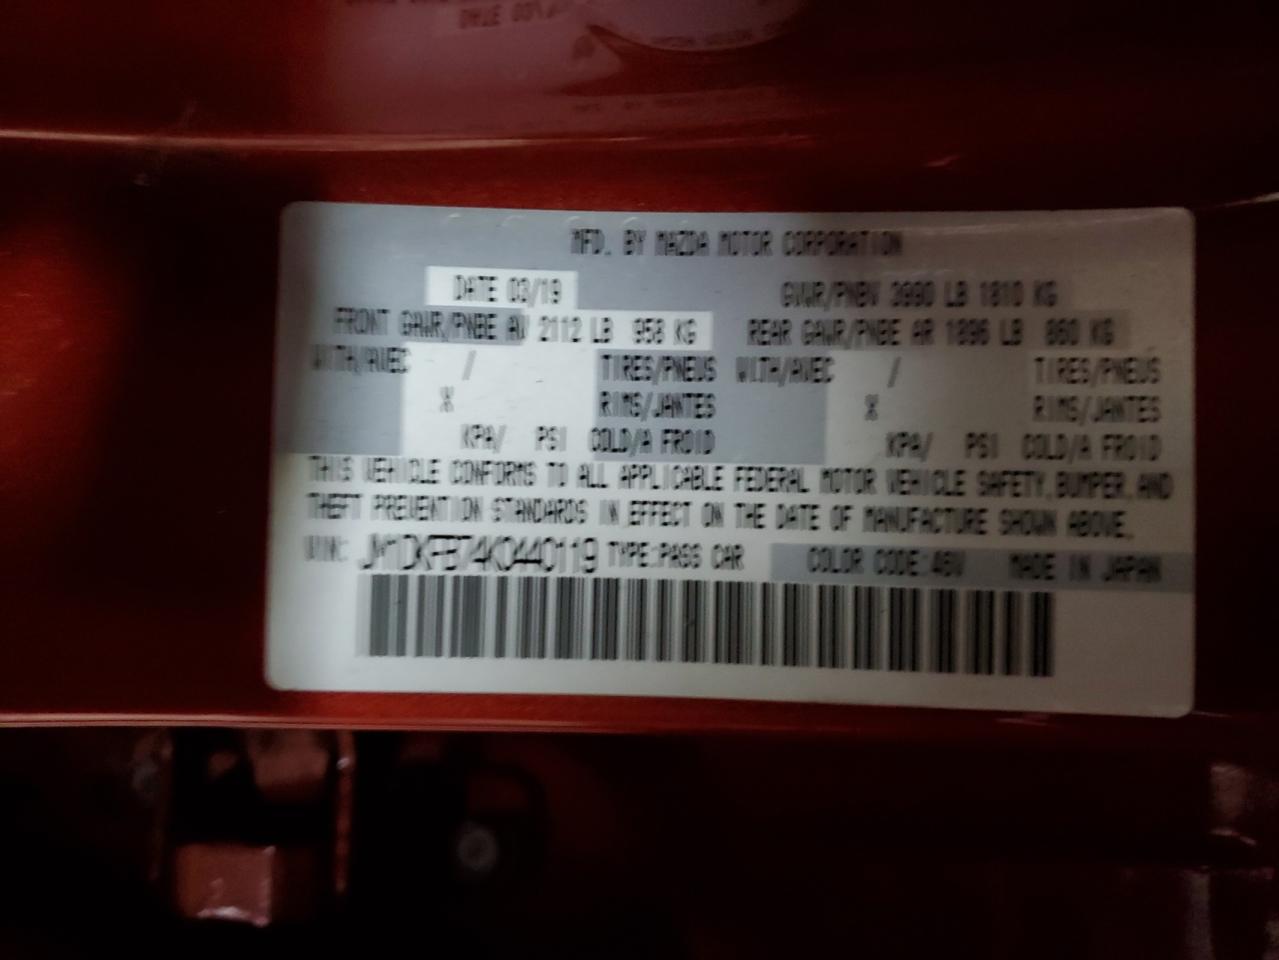 MFD. BY MAZDA MOTOR CORPORATION
DATE 03/19 GVWR/PNBV 3990 LB 1810 KG
FRONT GAWR/PNBE AV 2112 LB 958 KG REAR GAWR/PNBE AR 1896 LB 860 KG
WITH/AVEC / TIRES/PNEUS WITH/AVEC / TIRES/PNEUS
X RIMS/JANTES X RIMS/JANTES
KPA/ PSI COLD/A FROID KPA/ PSI COLD/A FROID
THIS VEHICLE CONFORMS TO ALL APPLICABLE FEDERAL MOTOR VEHICLE SAFETY, BUMPER, AND
THEFT PREVENTION STANDARDS IN EFFECT ON THE DATE OF MANUFACTURE SHOWN ABOVE.
TYPE:PASS CAR COLOR CODE:46V MADE IN JAPAN